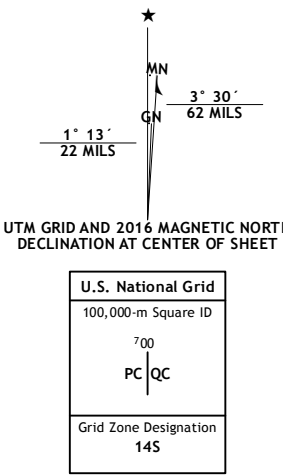 ★
MN
3° 30´
62 MILS
GN
1° 13´
22 MILS
UTM GRID AND 2016 MAGNETIC NORTH
DECLINATION AT CENTER OF SHEET
U.S. National Grid
100,000-m Square ID
⁷00
PC QC
Grid Zone Designation
14S